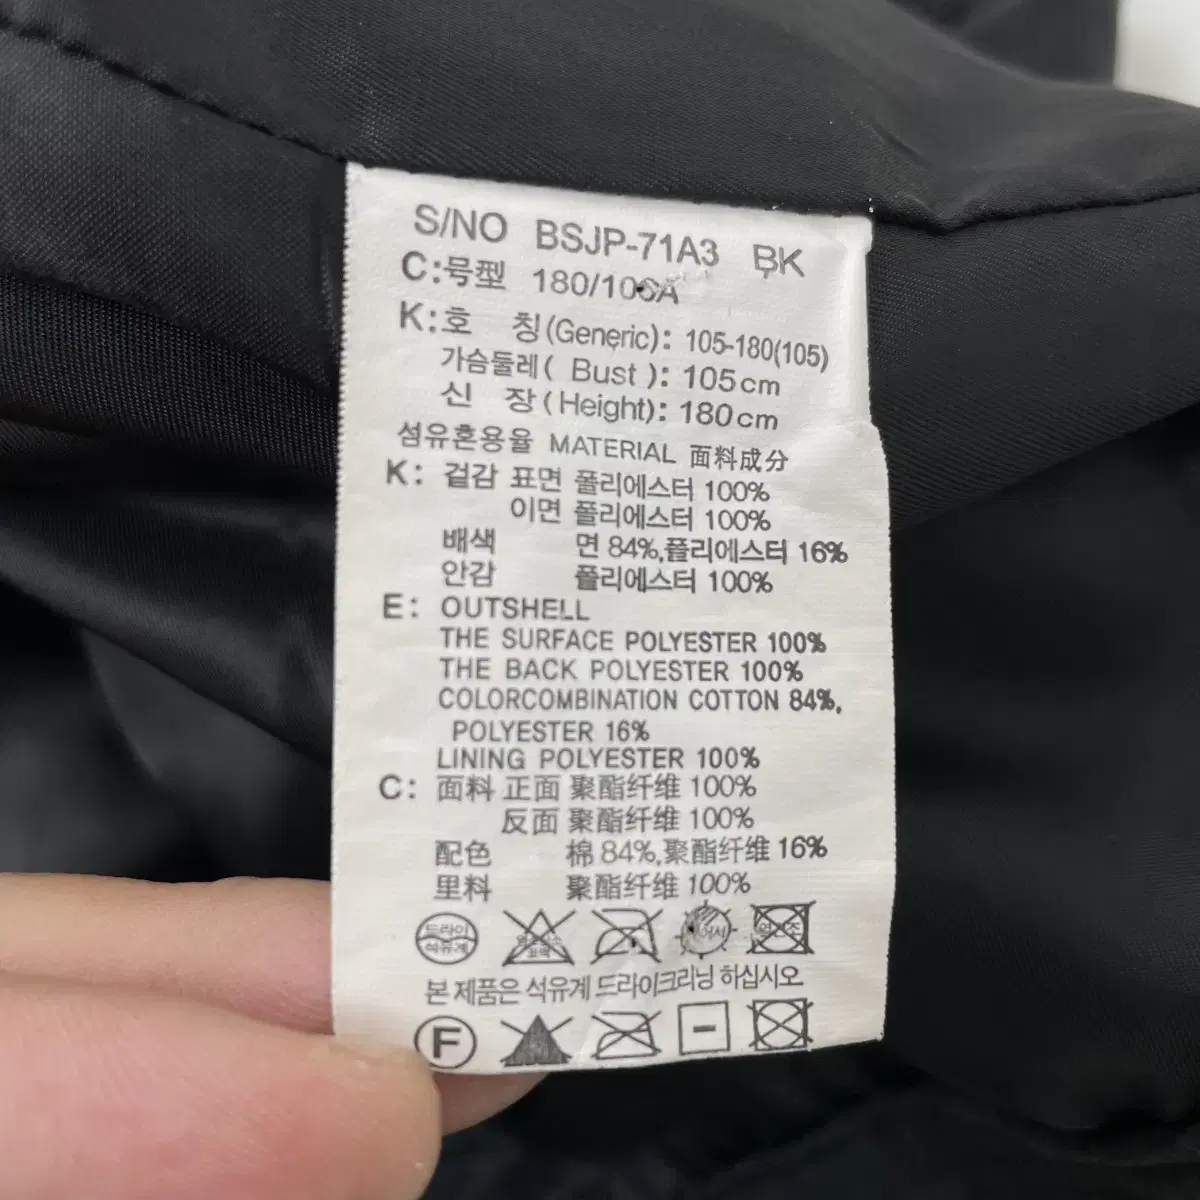 S/NO BSJP-71A3 BK
C:号型 180/106A
K:호 칭(Generic): 105-180(105)
가슴둘레( Bust ): 105cm
신 장(Height): 180cm
섬유혼용율 MATERIAL 面料成分
K: 겉감 표면 폴리에스터 100%
이면 폴리에스터 100%
배색 면 84%,폴리에스터 16%
안감 폴리에스터 100%
E: OUTSHELL
THE SURFACE POLYESTER 100%
THE BACK POLYESTER 100%
COLORCOMBINATION COTTON 84%,
POLYESTER 16%
LINING POLYESTER 100%
C: 面料 正面 聚酯纤维 100%
反面 聚酯纤维 100%
配色 棉 84%,聚酯纤维 16%
里料 聚酯纤维 100%
드라이
석유계
본 제품은 석유계 드라이크리닝 하십시오
F